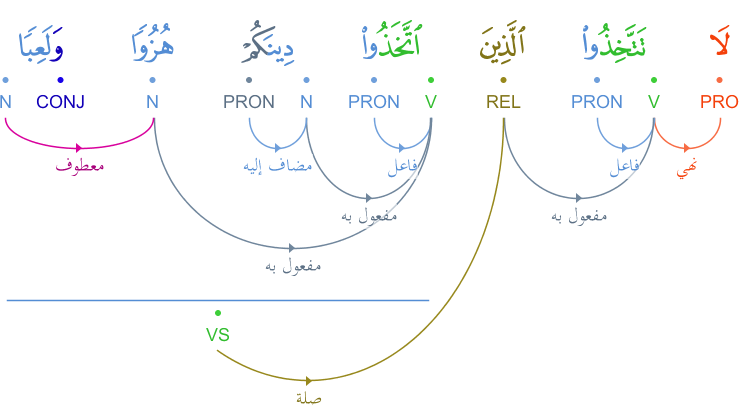 لَا تَتَّخِذُوا۟ ٱلَّذِينَ ٱتَّخَذُوا۟ دِينَكُمْ هُزُوًا وَلَعِبًا
PRO V PRON REL V PRON N PRON N CONJ N
نهي فاعل فاعل مضاف إليه معطوف
مفعول به مفعول به
مفعول به
VS
صلة